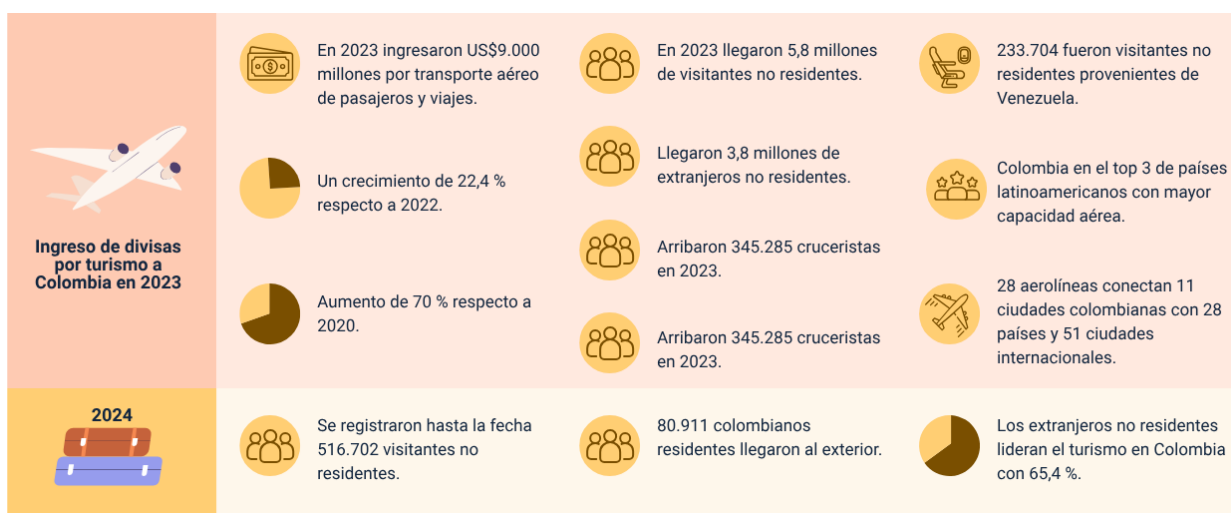 Ingreso de divisas
por turismo a
Colombia en 2023
En 2023 ingresaron US$9.000
millones por transporte aéreo
de pasajeros y viajes.
Un crecimiento de 22,4 %
respecto a 2022.
Aumento de 70 % respecto a
2020.
En 2023 llegaron 5,8 millones
de visitantes no residentes.
Llegaron 3,8 millones de
extranjeros no residentes.
Arribaron 345.285 cruceristas
en 2023.
Arribaron 345.285 cruceristas
en 2023.
233.704 fueron visitantes no
residentes provenientes de
Venezuela.
Colombia en el top 3 de países
latinoamericanos con mayor
capacidad aérea.
28 aerolíneas conectan 11
ciudades colombianas con 28
países y 51 ciudades
internacionales.
2024
Se registraron hasta la fecha
516.702 visitantes no
residentes.
80.911 colombianos
residentes llegaron al exterior.
Los extranjeros no residentes
lideran el turismo en Colombia
con 65,4 %.